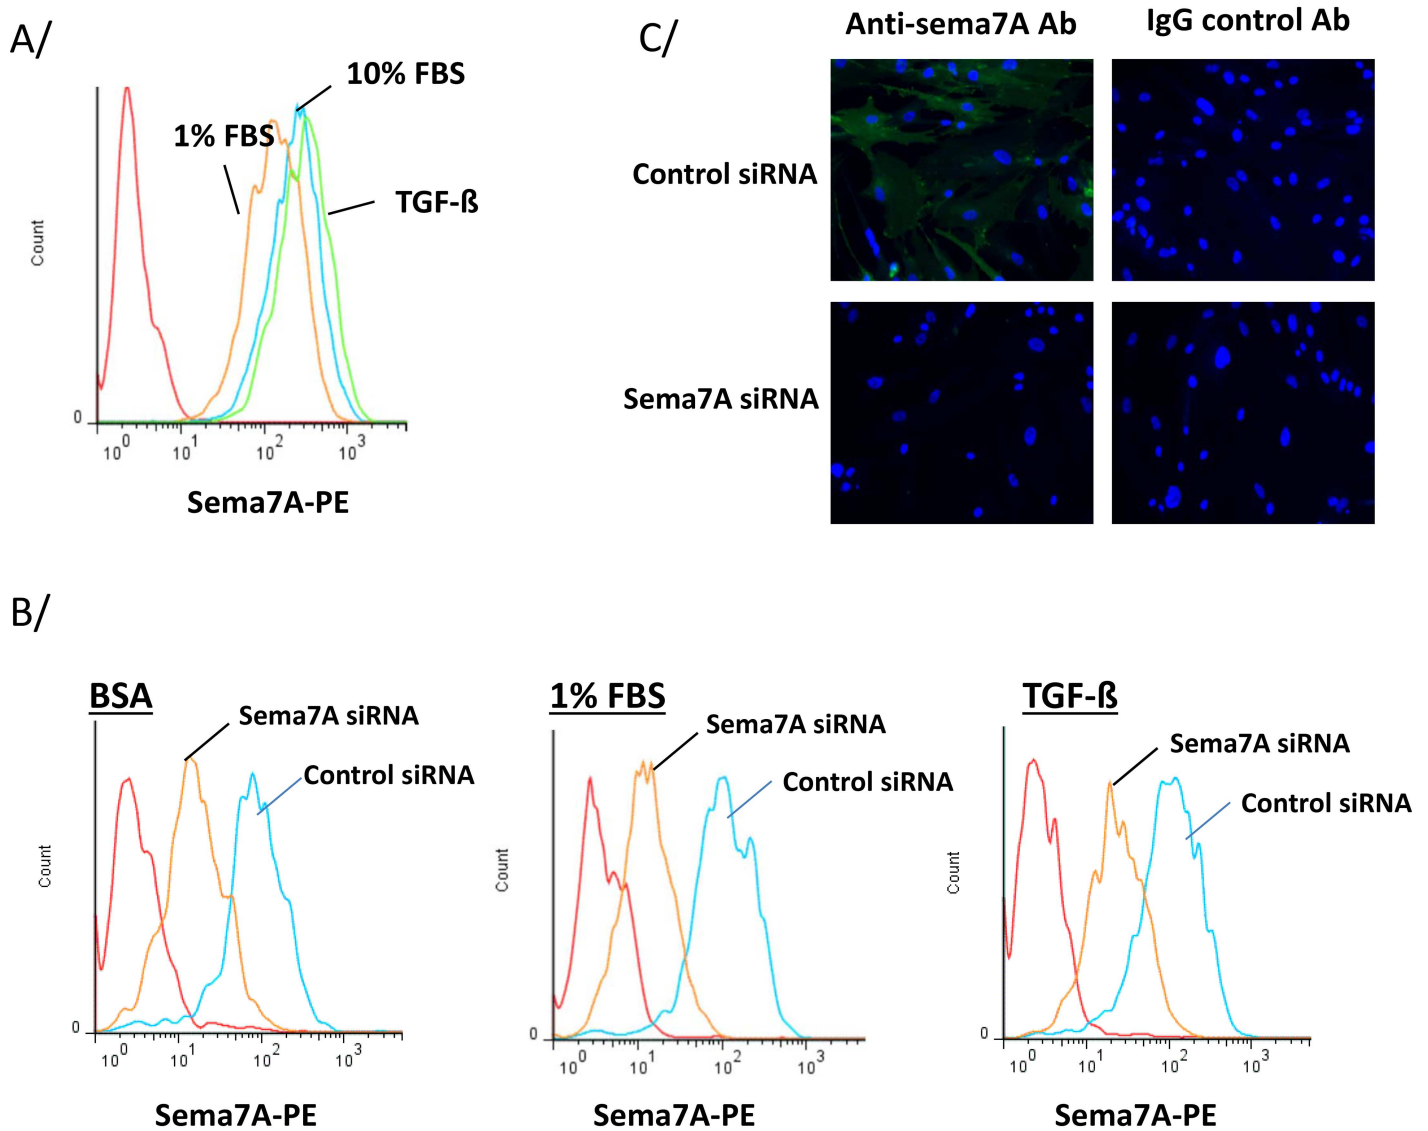 A/
10% FBS
1% FBS
TGF-ß
Count
0
10^0 10^1 10^2 10^3
Sema7A-PE
C/
Anti-sema7A Ab
IgG control Ab
Control siRNA
Sema7A siRNA
B/
BSA
Sema7A siRNA
Control siRNA
Count
0
10^0 10^1 10^2 10^3
Sema7A-PE
1% FBS
Sema7A siRNA
Control siRNA
Count
0
10^0 10^1 10^2 10^3
Sema7A-PE
TGF-ß
Sema7A siRNA
Control siRNA
Count
0
10^0 10^1 10^2 10^3
Sema7A-PE